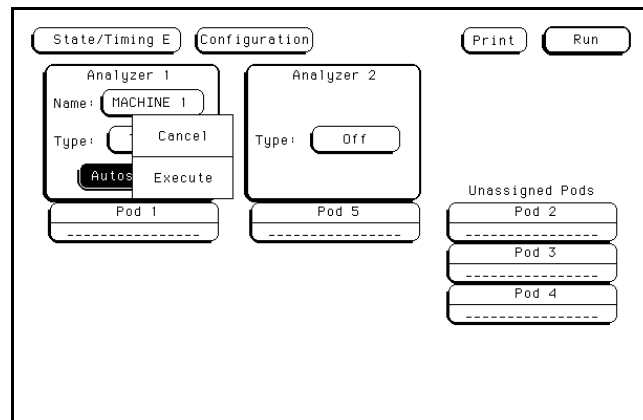 State/Timing E Configuration Print Run
Analyzer 1
Name: MACHINE 1
Type:
Cancel
Autos
Execute
Pod 1
Analyzer 2
Type: Off
Pod 5
Unassigned Pods
Pod 2
Pod 3
Pod 4